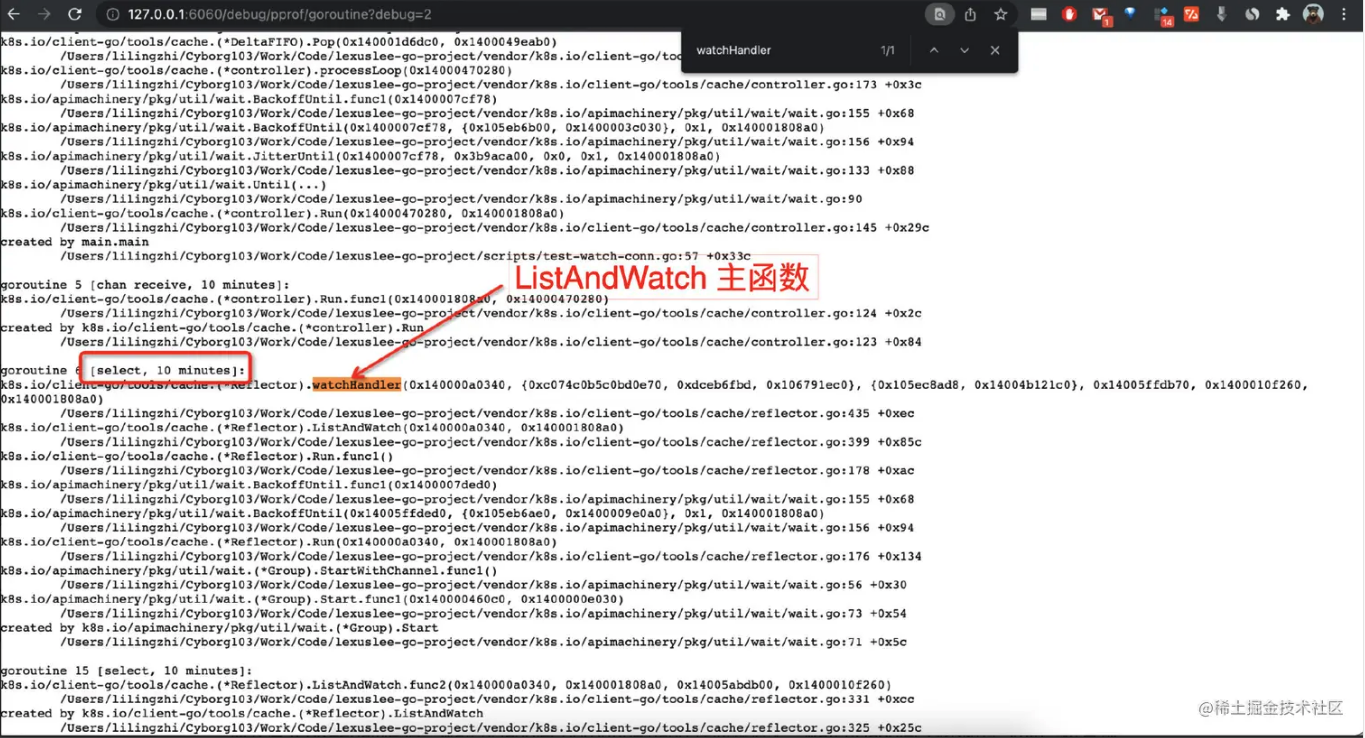 127.0.0.1:6060/debug/pprof/goroutine?debug=2
watchHandler 1/1
k8s.io/client-go/tools/cache.(*DeltaFIFO).Pop(0x140001d6dc0, 0x1400049eab0)
/Users/lilingzhi/Cyborg103/Work/Code/lexuslee-go-project/vendor/k8s.io/client-go/too
k8s.io/client-go/tools/cache.(*controller).processLoop(0x14000470280)
/Users/lilingzhi/Cyborg103/Work/Code/lexuslee-go-project/vendor/k8s.io/client-go/tools/cache/controller.go:173 +0x3c
k8s.io/apimachinery/pkg/util/wait.BackoffUntil.func1(0x1400007cf78)
/Users/lilingzhi/Cyborg103/Work/Code/lexuslee-go-project/vendor/k8s.io/apimachinery/pkg/util/wait/wait.go:155 +0x68
k8s.io/apimachinery/pkg/util/wait.BackoffUntil(0x1400007cf78, {0x105eb6b00, 0x1400003c030}, 0x1, 0x140001808a0)
/Users/lilingzhi/Cyborg103/Work/Code/lexuslee-go-project/vendor/k8s.io/apimachinery/pkg/util/wait/wait.go:156 +0x94
k8s.io/apimachinery/pkg/util/wait.JitterUntil(0x1400007cf78, 0x3b9aca00, 0x0, 0x1, 0x140001808a0)
/Users/lilingzhi/Cyborg103/Work/Code/lexuslee-go-project/vendor/k8s.io/apimachinery/pkg/util/wait/wait.go:133 +0x88
k8s.io/apimachinery/pkg/util/wait.Until(...)
/Users/lilingzhi/Cyborg103/Work/Code/lexuslee-go-project/vendor/k8s.io/apimachinery/pkg/util/wait/wait.go:90
k8s.io/client-go/tools/cache.(*controller).Run(0x14000470280, 0x140001808a0)
/Users/lilingzhi/Cyborg103/Work/Code/lexuslee-go-project/vendor/k8s.io/client-go/tools/cache/controller.go:145 +0x29c
created by main.main
/Users/lilingzhi/Cyborg103/Work/Code/lexuslee-go-project/scripts/test-watch-conn.go:57 +0x33c
ListAndWatch 主函数
goroutine 5 [chan receive, 10 minutes]:
k8s.io/client-go/tools/cache.(*controller).Run.func1(0x140001808a0, 0x14000470280)
/Users/lilingzhi/Cyborg103/Work/Code/lexuslee-go-project/vendor/k8s.io/client-go/tools/cache/controller.go:124 +0x2c
created by k8s.io/client-go/tools/cache.(*controller).Run
/Users/lilingzhi/Cyborg103/Work/Code/lexuslee-go-project/vendor/k8s.io/client-go/tools/cache/controller.go:123 +0x84
goroutine 6 [select, 10 minutes]:
k8s.io/client-go/tools/cache.(*Reflector).watchHandler(0x140000a0340, {0xc074c0b5c0bd0e70, 0xdceb6fbd, 0x106791ec0}, {0x105ec8ad8, 0x14004b121c0}, 0x14005ffdb70, 0x1400010f260,
0x140001808a0)
/Users/lilingzhi/Cyborg103/Work/Code/lexuslee-go-project/vendor/k8s.io/client-go/tools/cache/reflector.go:435 +0xec
k8s.io/client-go/tools/cache.(*Reflector).ListAndWatch(0x140000a0340, 0x140001808a0)
/Users/lilingzhi/Cyborg103/Work/Code/lexuslee-go-project/vendor/k8s.io/client-go/tools/cache/reflector.go:399 +0x85c
k8s.io/client-go/tools/cache.(*Reflector).Run.func1()
/Users/lilingzhi/Cyborg103/Work/Code/lexuslee-go-project/vendor/k8s.io/client-go/tools/cache/reflector.go:178 +0xac
k8s.io/apimachinery/pkg/util/wait.BackoffUntil.func1(0x1400007ded0)
/Users/lilingzhi/Cyborg103/Work/Code/lexuslee-go-project/vendor/k8s.io/apimachinery/pkg/util/wait/wait.go:155 +0x68
k8s.io/apimachinery/pkg/util/wait.BackoffUntil(0x14005ffded0, {0x105eb6ae0, 0x1400009e0a0}, 0x1, 0x140001808a0)
/Users/lilingzhi/Cyborg103/Work/Code/lexuslee-go-project/vendor/k8s.io/apimachinery/pkg/util/wait/wait.go:156 +0x94
k8s.io/client-go/tools/cache.(*Reflector).Run(0x140000a0340, 0x140001808a0)
/Users/lilingzhi/Cyborg103/Work/Code/lexuslee-go-project/vendor/k8s.io/client-go/tools/cache/reflector.go:176 +0x134
k8s.io/apimachinery/pkg/util/wait.(*Group).StartWithChannel.func1()
/Users/lilingzhi/Cyborg103/Work/Code/lexuslee-go-project/vendor/k8s.io/apimachinery/pkg/util/wait/wait.go:56 +0x30
k8s.io/apimachinery/pkg/util/wait.(*Group).Start.func1(0x140000460c0, 0x1400000e030)
/Users/lilingzhi/Cyborg103/Work/Code/lexuslee-go-project/vendor/k8s.io/apimachinery/pkg/util/wait/wait.go:73 +0x54
created by k8s.io/apimachinery/pkg/util/wait.(*Group).Start
/Users/lilingzhi/Cyborg103/Work/Code/lexuslee-go-project/vendor/k8s.io/apimachinery/pkg/util/wait/wait.go:71 +0x5c
goroutine 15 [select, 10 minutes]:
k8s.io/client-go/tools/cache.(*Reflector).ListAndWatch.func2(0x140000a0340, 0x140001808a0, 0x14005abdb00, 0x1400010f260)
/Users/lilingzhi/Cyborg103/Work/Code/lexuslee-go-project/vendor/k8s.io/client-go/tools/cache/reflector.go:331 +0xcc
created by k8s.io/client-go/tools/cache.(*Reflector).ListAndWatch
/Users/lilingzhi/Cyborg103/Work/Code/lexuslee-go-project/vendor/k8s.io/client-go/tools/cache/reflector.go:325 +0x25c
@稀土掘金技术社区